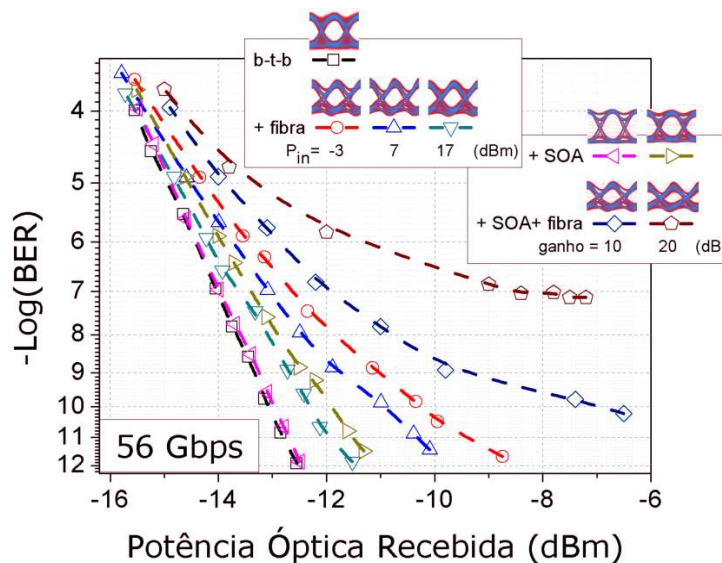 b-t-b
+ fibra
P_in= -3 7 17 (dBm)
+ SOA
+ SOA+ fibra
ganho = 10 20 (dB
-Log(BER)
4
5
6
7
8
9
10
11
12
56 Gbps
-16 -14 -12 -10 -8 -6
Potência Óptica Recebida (dBm)